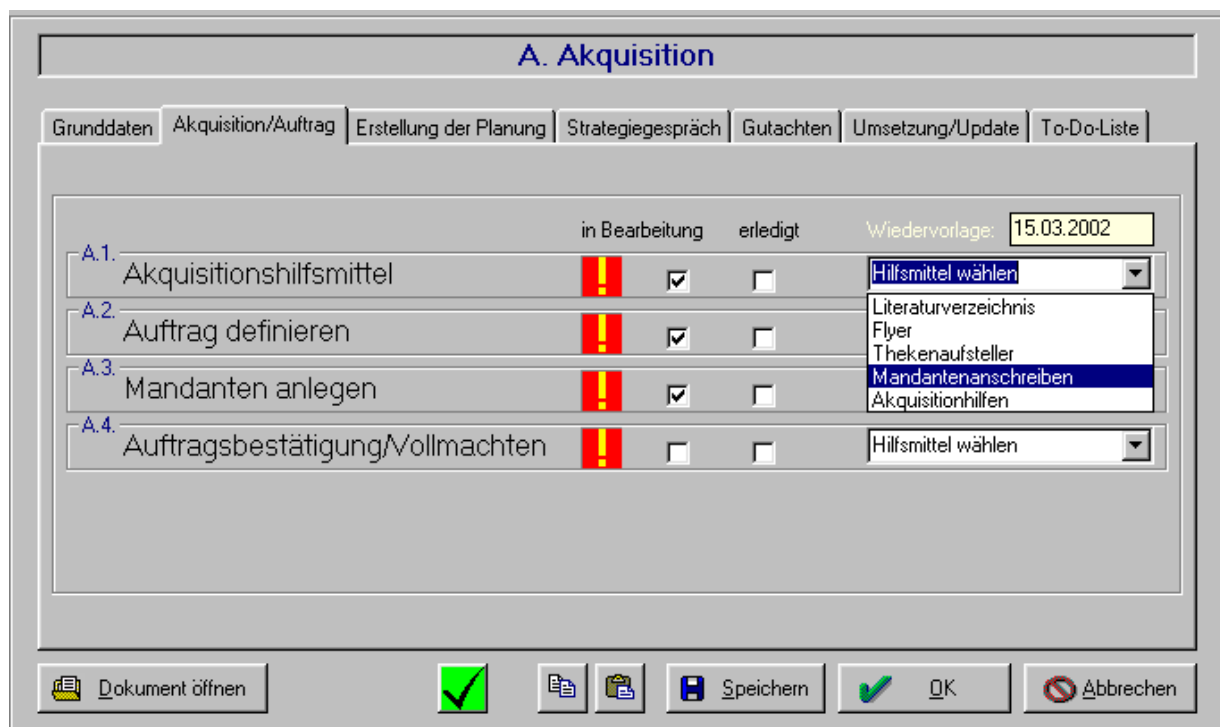 A. Akquisition
Grunddaten Akquisition/Auftrag Erstellung der Planung Strategiegespräch Gutachten Umsetzung/Update To-Do-Liste
in Bearbeitung erledigt Wiedervorlage: 15.03.2002
A.1. Akquisitionshilfsmittel Hilfsmittel wählen
Literaturverzeichnis
Flyer
Thekenaufsteller
Mandantenanschreiben
Akquisitionhilfen
A.2. Auftrag definieren
A.3. Mandanten anlegen
A.4. Auftragsbestätigung/Vollmachten Hilfsmittel wählen
Dokument öffnen Speichern OK Abbrechen